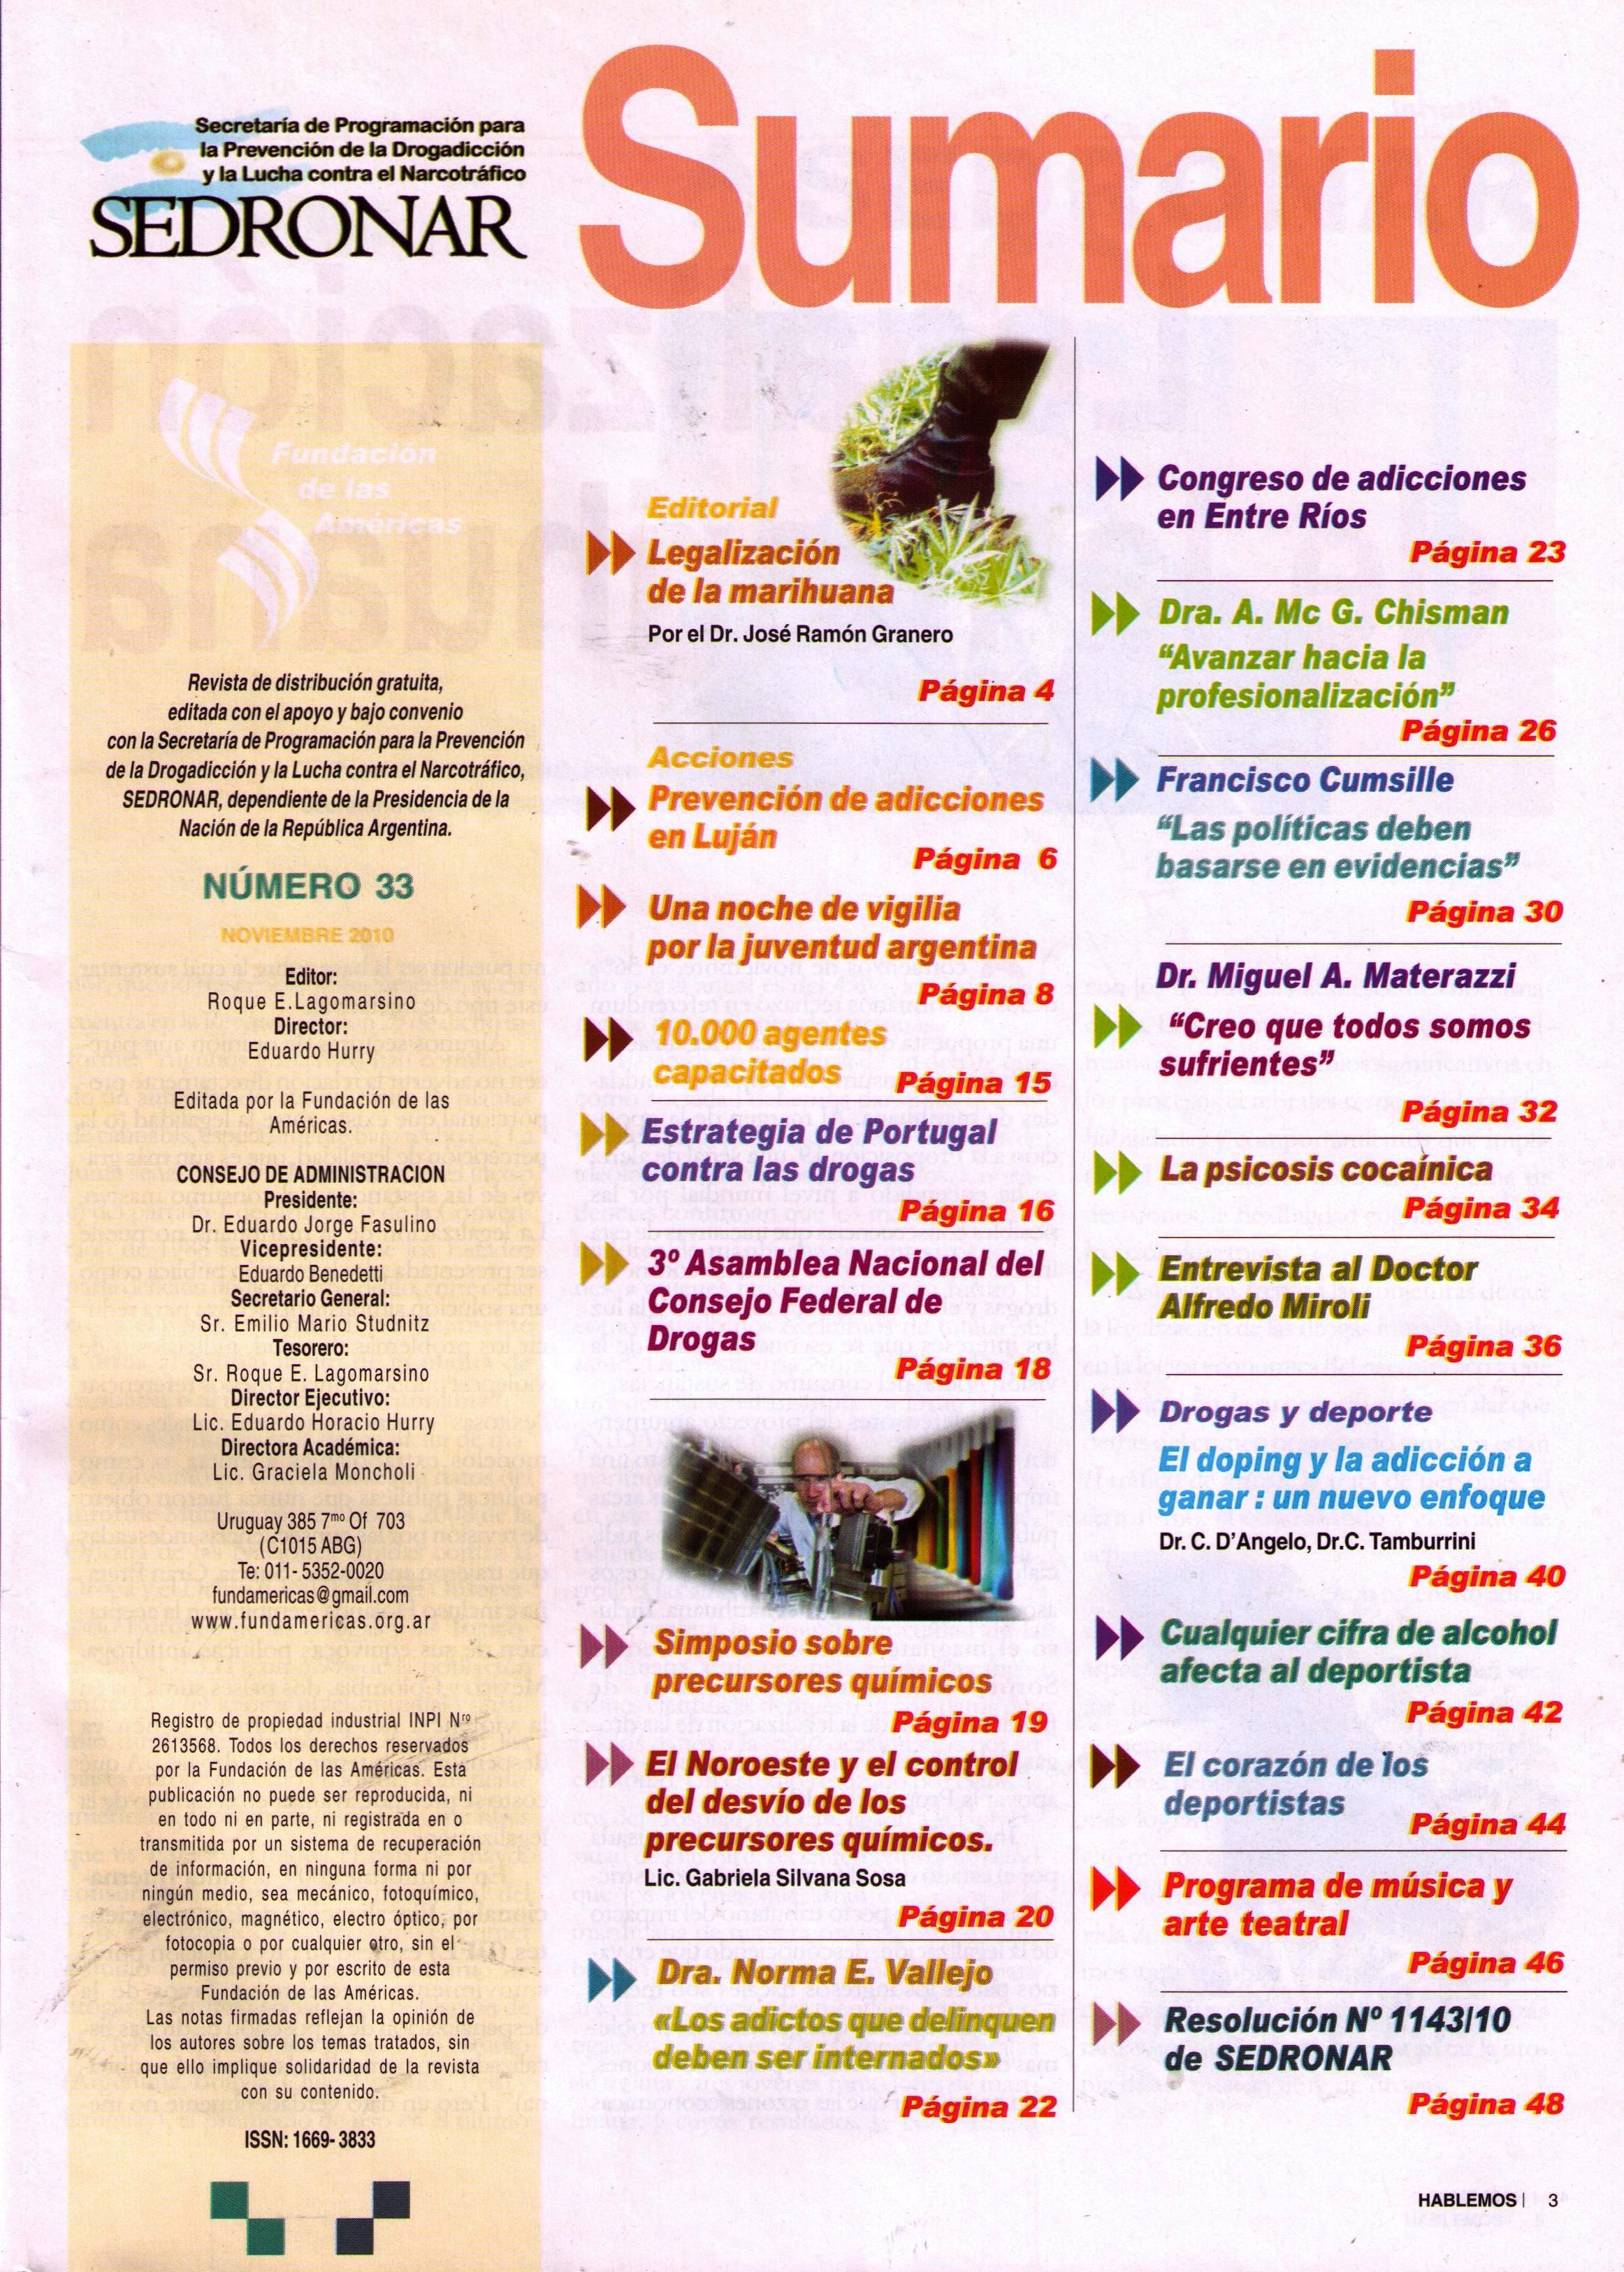 Secretaría de Programación para
la Prevención de la Drogadicción
y la Lucha contra el Narcotráfico
SEDRONAR
Sumario
Fundación
de las
Américas
Revista de distribución gratuita,
editada con el apoyo y bajo convenio
con la Secretaría de Programación para la Prevención
de la Drogadicción y la Lucha contra el Narcotráfico,
SEDRONAR, dependiente de la Presidencia de la
Nación de la República Argentina.
NÚMERO 33
NOVIEMBRE 2010
Editor:
Roque E.Lagomarsino
Director:
Eduardo Hurry
Editada por la Fundación de las
Américas.
CONSEJO DE ADMINISTRACION
Presidente:
Dr. Eduardo Jorge Fasulino
Vicepresidente:
Eduardo Benedetti
Secretario General:
Sr. Emilio Mario Studnitz
Tesorero:
Sr. Roque E. Lagomarsino
Director Ejecutivo:
Lic. Eduardo Horacio Hurry
Directora Académica:
Lic. Graciela Moncholi
Uruguay 385 7mo Of 703
(C1015 ABG)
Te: 011- 5352-0020
fundamericas@gmail.com
www.fundamericas.org.ar
Registro de propiedad industrial INPI Nro
2613568. Todos los derechos reservados
por la Fundación de las Américas. Esta
publicación no puede ser reproducida, ni
en todo ni en parte, ni registrada en o
transmitida por un sistema de recuperación
de información, en ninguna forma ni por
ningún medio, sea mecánico, fotoquímico,
electrónico, magnético, electro óptico, por
fotocopia o por cualquier otro, sin el
permiso previo y por escrito de esta
Fundación de las Américas.
Las notas firmadas reflejan la opinión de
los autores sobre los temas tratados, sin
que ello implique solidaridad de la revista
con su contenido.
ISSN: 1669- 3833
Editorial
Legalización
de la marihuana
Por el Dr. José Ramón Granero
Página 4
Acciones
Prevención de adicciones
en Luján
Página 6
Una noche de vigilia
por la juventud argentina
Página 8
10.000 agentes
capacitados
Página 15
Estrategia de Portugal
contra las drogas
Página 16
3º Asamblea Nacional del
Consejo Federal de
Drogas
Página 18
Simposio sobre
precursores químicos
Página 19
El Noroeste y el control
del desvío de los
precursores químicos.
Lic. Gabriela Silvana Sosa
Página 20
Dra. Norma E. Vallejo
«Los adictos que delinquen
deben ser internados»
Página 22
Congreso de adicciones
en Entre Ríos
Página 23
Dra. A. Mc G. Chisman
“Avanzar hacia la
profesionalización”
Página 26
Francisco Cumsille
“Las políticas deben
basarse en evidencias”
Página 30
Dr. Miguel A. Materazzi
“Creo que todos somos
sufrientes”
Página 32
La psicosis cocaínica
Página 34
Entrevista al Doctor
Alfredo Miroli
Página 36
Drogas y deporte
El doping y la adicción a
ganar : un nuevo enfoque
Dr. C. D’Angelo, Dr.C. Tamburrini
Página 40
Cualquier cifra de alcohol
afecta al deportista
Página 42
El corazón de los
deportistas
Página 44
Programa de música y
arte teatral
Página 46
Resolución Nº 1143/10
de SEDRONAR
Página 48
HABLEMOS | 3